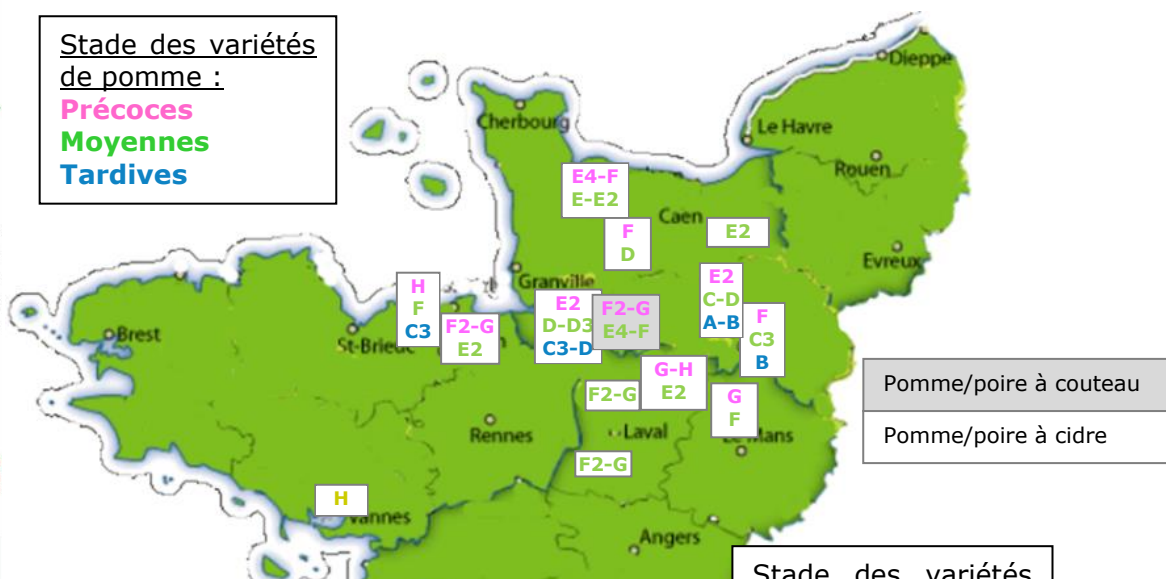 Stade des variétés
de pomme :
Précoces
Moyennes
Tardives
Dieppe
Cherbourg
Le Havre
Rouen
E4-F
E-E2
Caen
E2
F
D
Evreux
Granville
E2
C-D
A-B
H
F
C3
F2-G
E2
E2
D-D3
C3-D
F2-G
E4-F
F
C3
B
Brest
St-Brieuc
G-H
E2
F2-G
G
F
Pomme/poire à couteau
Pomme/poire à cidre
Rennes
Laval
Le Mans
F2-G
H
Vannes
Angers
Stade des variétés